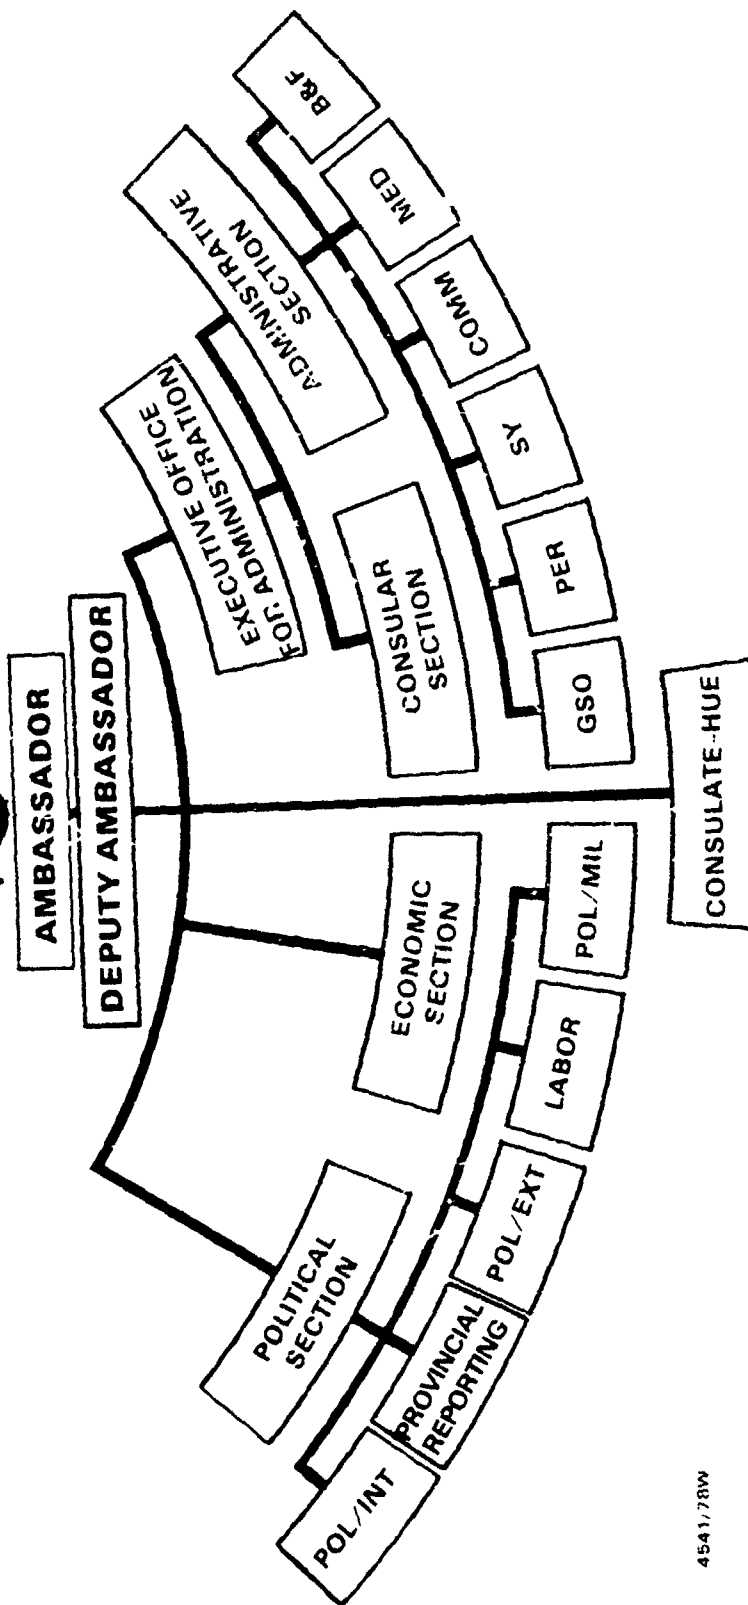 AMBASSADOR
DEPUTY AMBASSADOR
EXECUTIVE OFFICE
FOR ADMINISTRATION
POLITICAL
SECTION
ECONOMIC
SECTION
CONSULAR
SECTION
ADMINISTRATIVE
SECTION
POL/INT
PROVINCIAL
REPORTING
POL/EXT
LABOR
POL/MIL
GSO
PER
SY
COMM
MED
B&F
CONSULATE-HUE
4541/78W